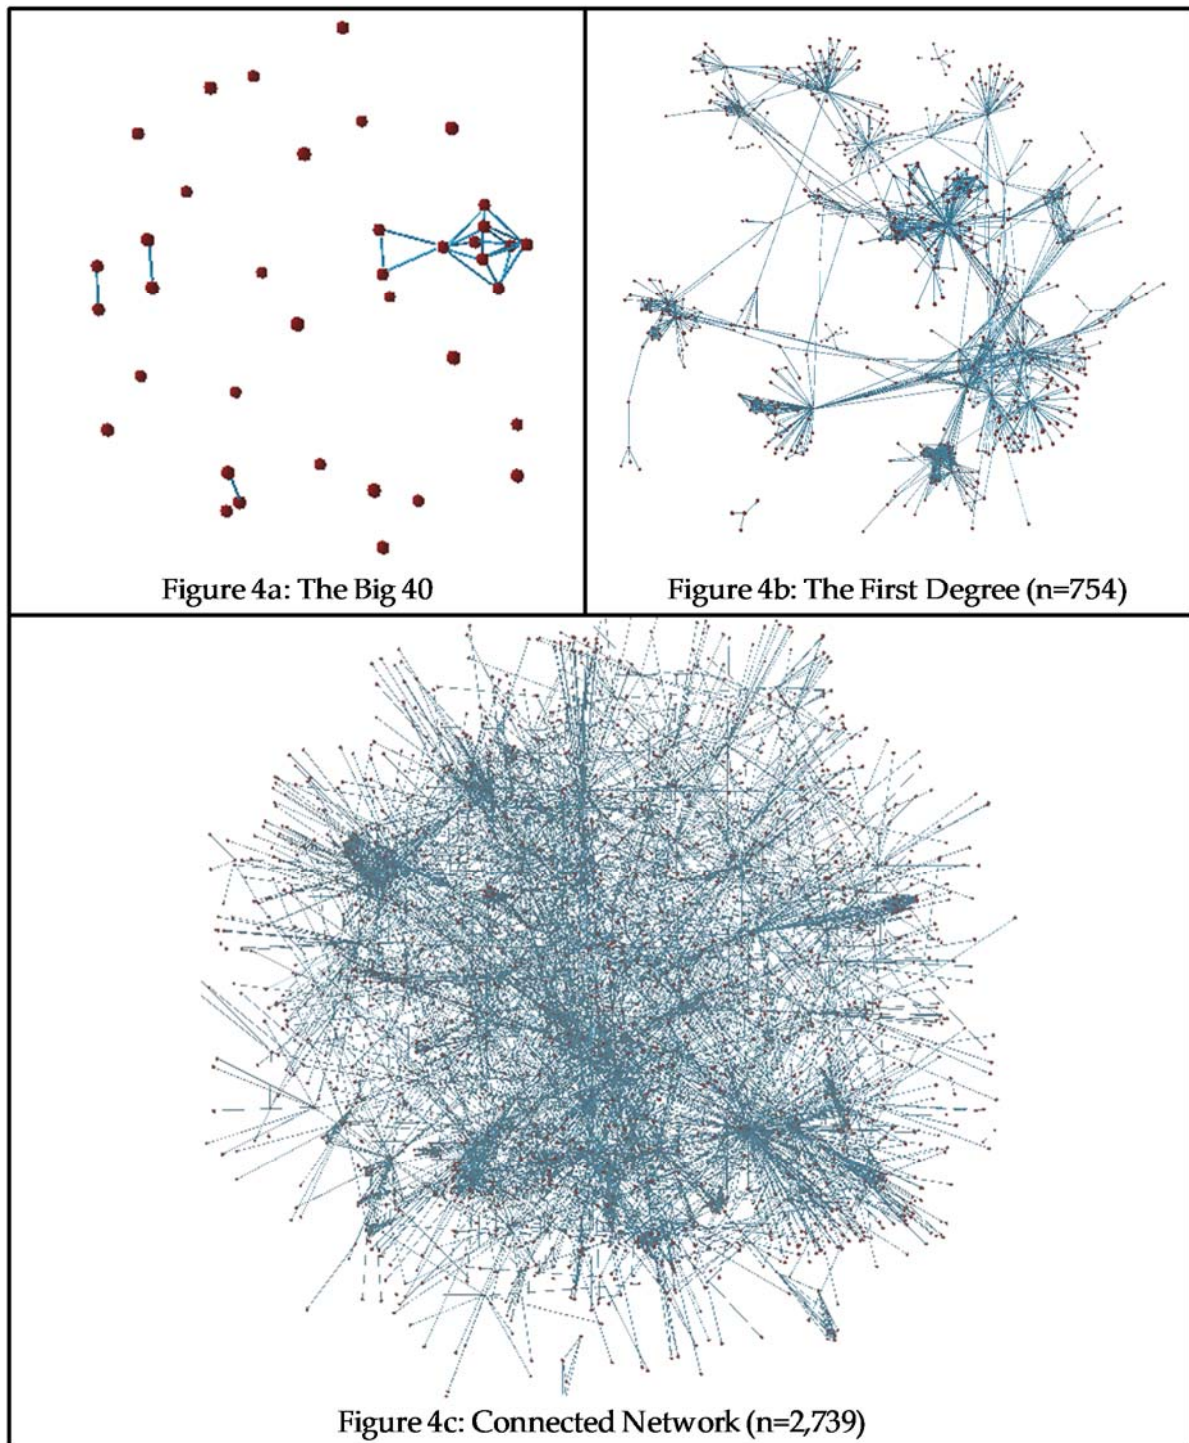 Figure 4a: The Big 40
Figure 4b: The First Degree (n=754)
Figure 4c: Connected Network (n=2,739)